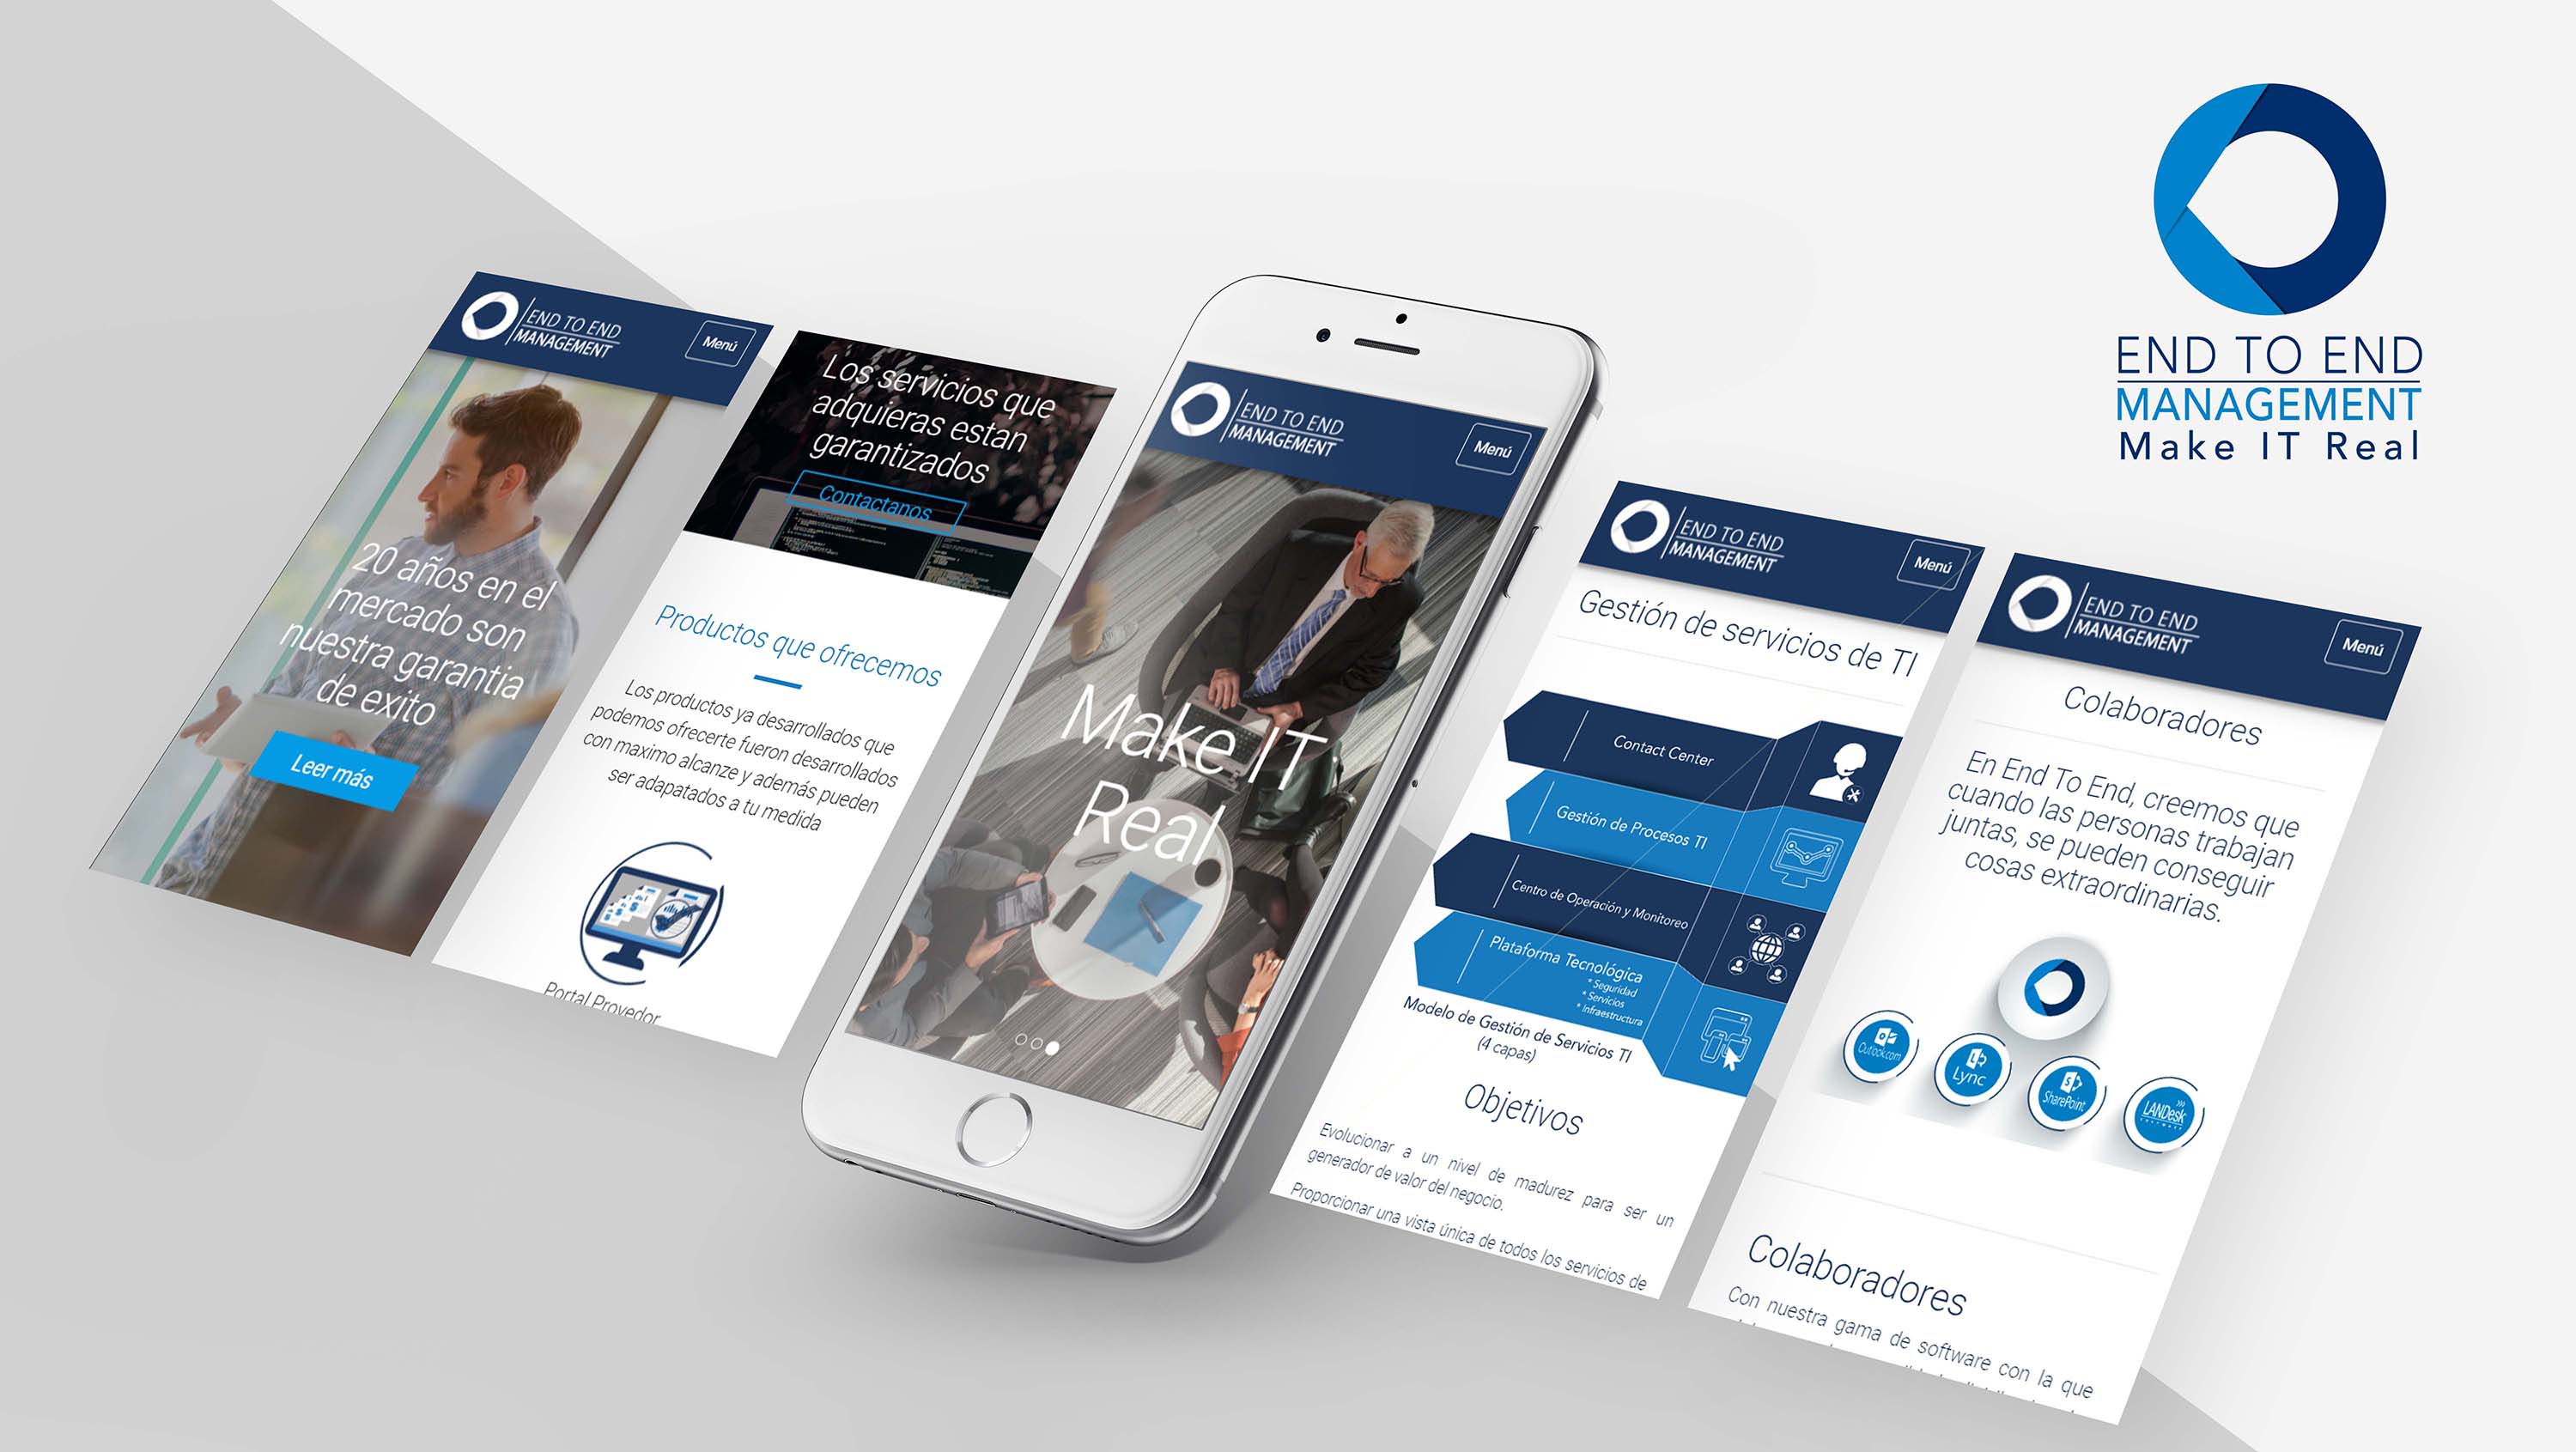 END TO END
MANAGEMENT
Make IT Real
END TO END
MANAGEMENT
Menú
20 años en el
mercado son
nuestra garantia
de exito
Leer más
Los servicios que
adquieras estan
garantizados
Contactanos
Productos que ofrecemos
Los productos ya desarrollados que
podemos ofrecerte fueron desarrollados
con maximo alcanze y además pueden
ser adapatados a tu medida
Portal Provedor
END TO END
MANAGEMENT
Menú
Make IT
Real
END TO END
MANAGEMENT
Menú
Gestión de servicios de TI
Contact Center
Gestión de Procesos TI
Centro de Operación y Monitoreo
Plataforma Tecnológica
* Seguridad
* Servicios
* Infraestructura
Modelo de Gestión de Servicios TI
(4 capas)
Objetivos
Evolucionar a un nivel de madurez para ser un
generador de valor del negocio.
Proporcionar una vista única de todos los servicios de
END TO END
MANAGEMENT
Menú
Colaboradores
En End To End, creemos que
cuando las personas trabajan
juntas, se pueden conseguir
cosas extraordinarias.
Outlook.com
Lync
SharePoint
LANDesk
SOFTWARE
Colaboradores
Con nuestra gama de software con la que